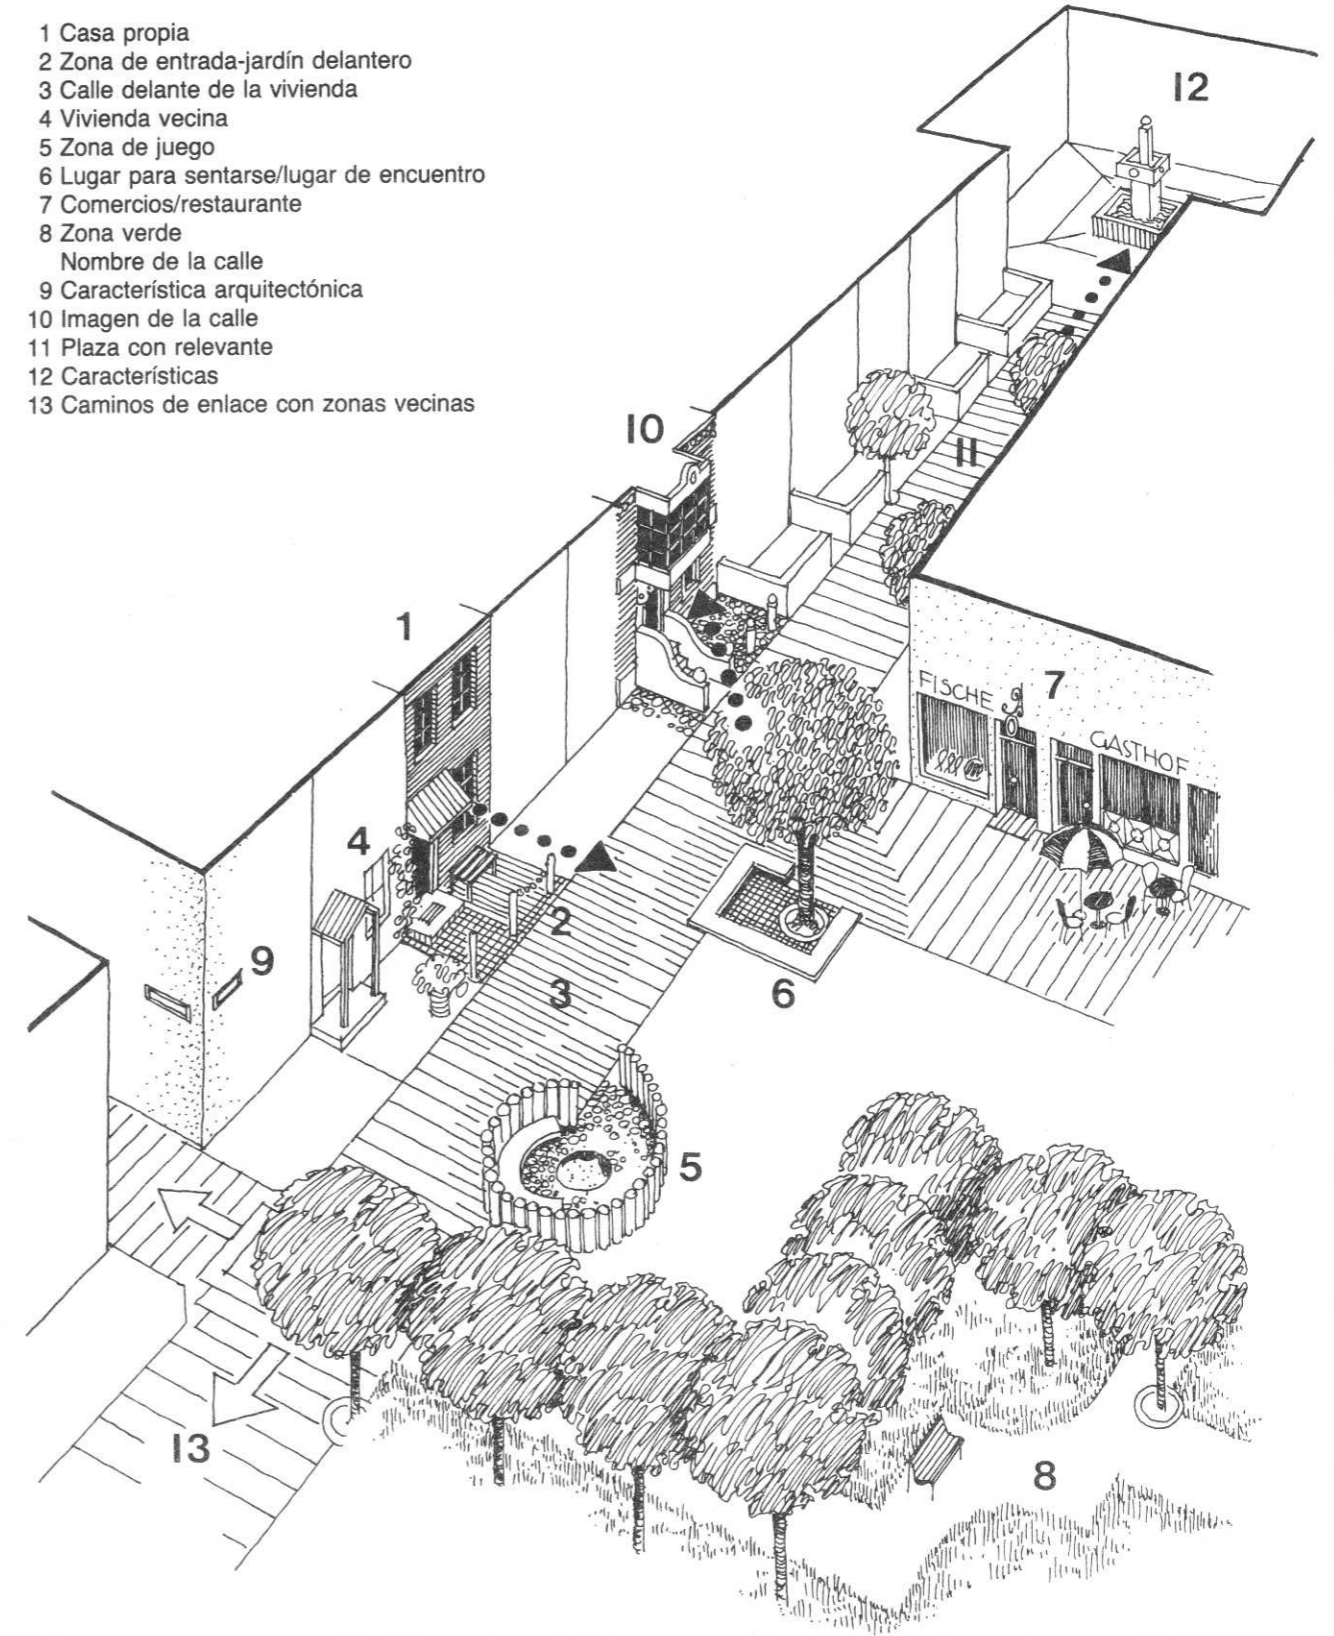 1 Casa propia
2 Zona de entrada-jardín delantero
3 Calle delante de la vivienda
4 Vivienda vecina
5 Zona de juego
6 Lugar para sentarse/lugar de encuentro
7 Comercios/restaurante
8 Zona verde
Nombre de la calle
9 Característica arquitectónica
10 Imagen de la calle
11 Plaza con relevante
12 Características
13 Caminos de enlace con zonas vecinas
12
10
11
1
7
FISCHE
GASTHOF
4
2
9
3
6
5
13
8